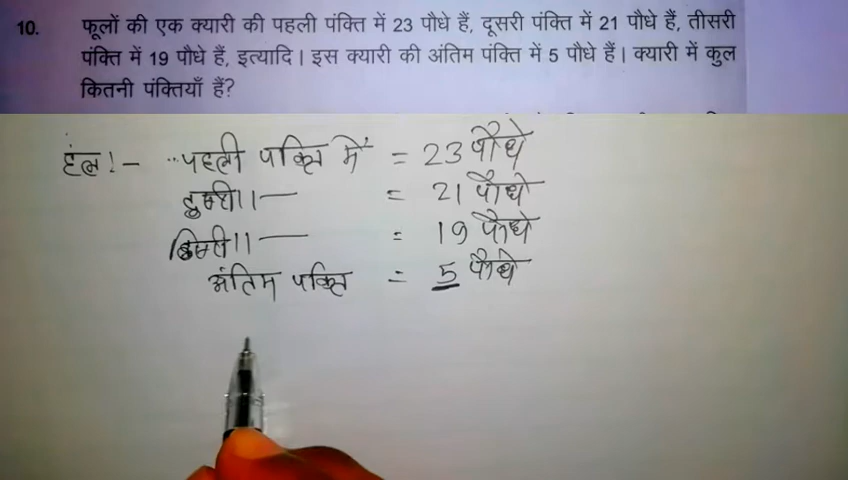 10. फूलों की एक क्यारी की पहली पंक्ति में 23 पौधे हैं, दूसरी पंक्ति में 21 पौधे हैं, तीसरी
पंक्ति में 19 पौधे हैं, इत्यादि। इस क्यारी की अंतिम पंक्ति में 5 पौधे हैं। क्यारी में कुल
कितनी पंक्तियाँ हैं?
हल:- पहली पंक्ति में = 23 पौधे
दुसरी ।।— = 21 पौधे
।।— = 19 पौधे
अंतिम पंक्ति = 5 पौधे